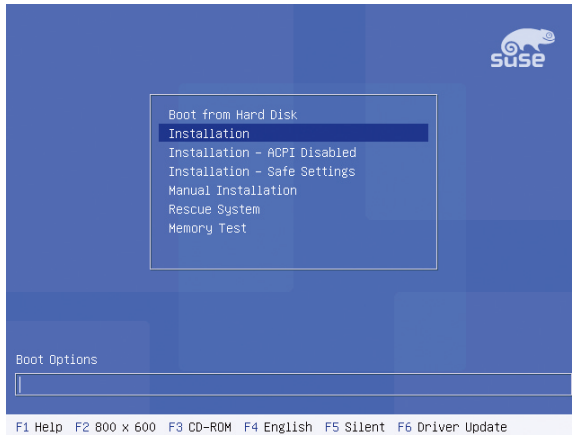 suse
Boot from Hard Disk
Installation
Installation - ACPI Disabled
Installation - Safe Settings
Manual Installation
Rescue System
Memory Test
Boot Options
F1 Help F2 800 x 600 F3 CD-ROM F4 English F5 Silent F6 Driver Update